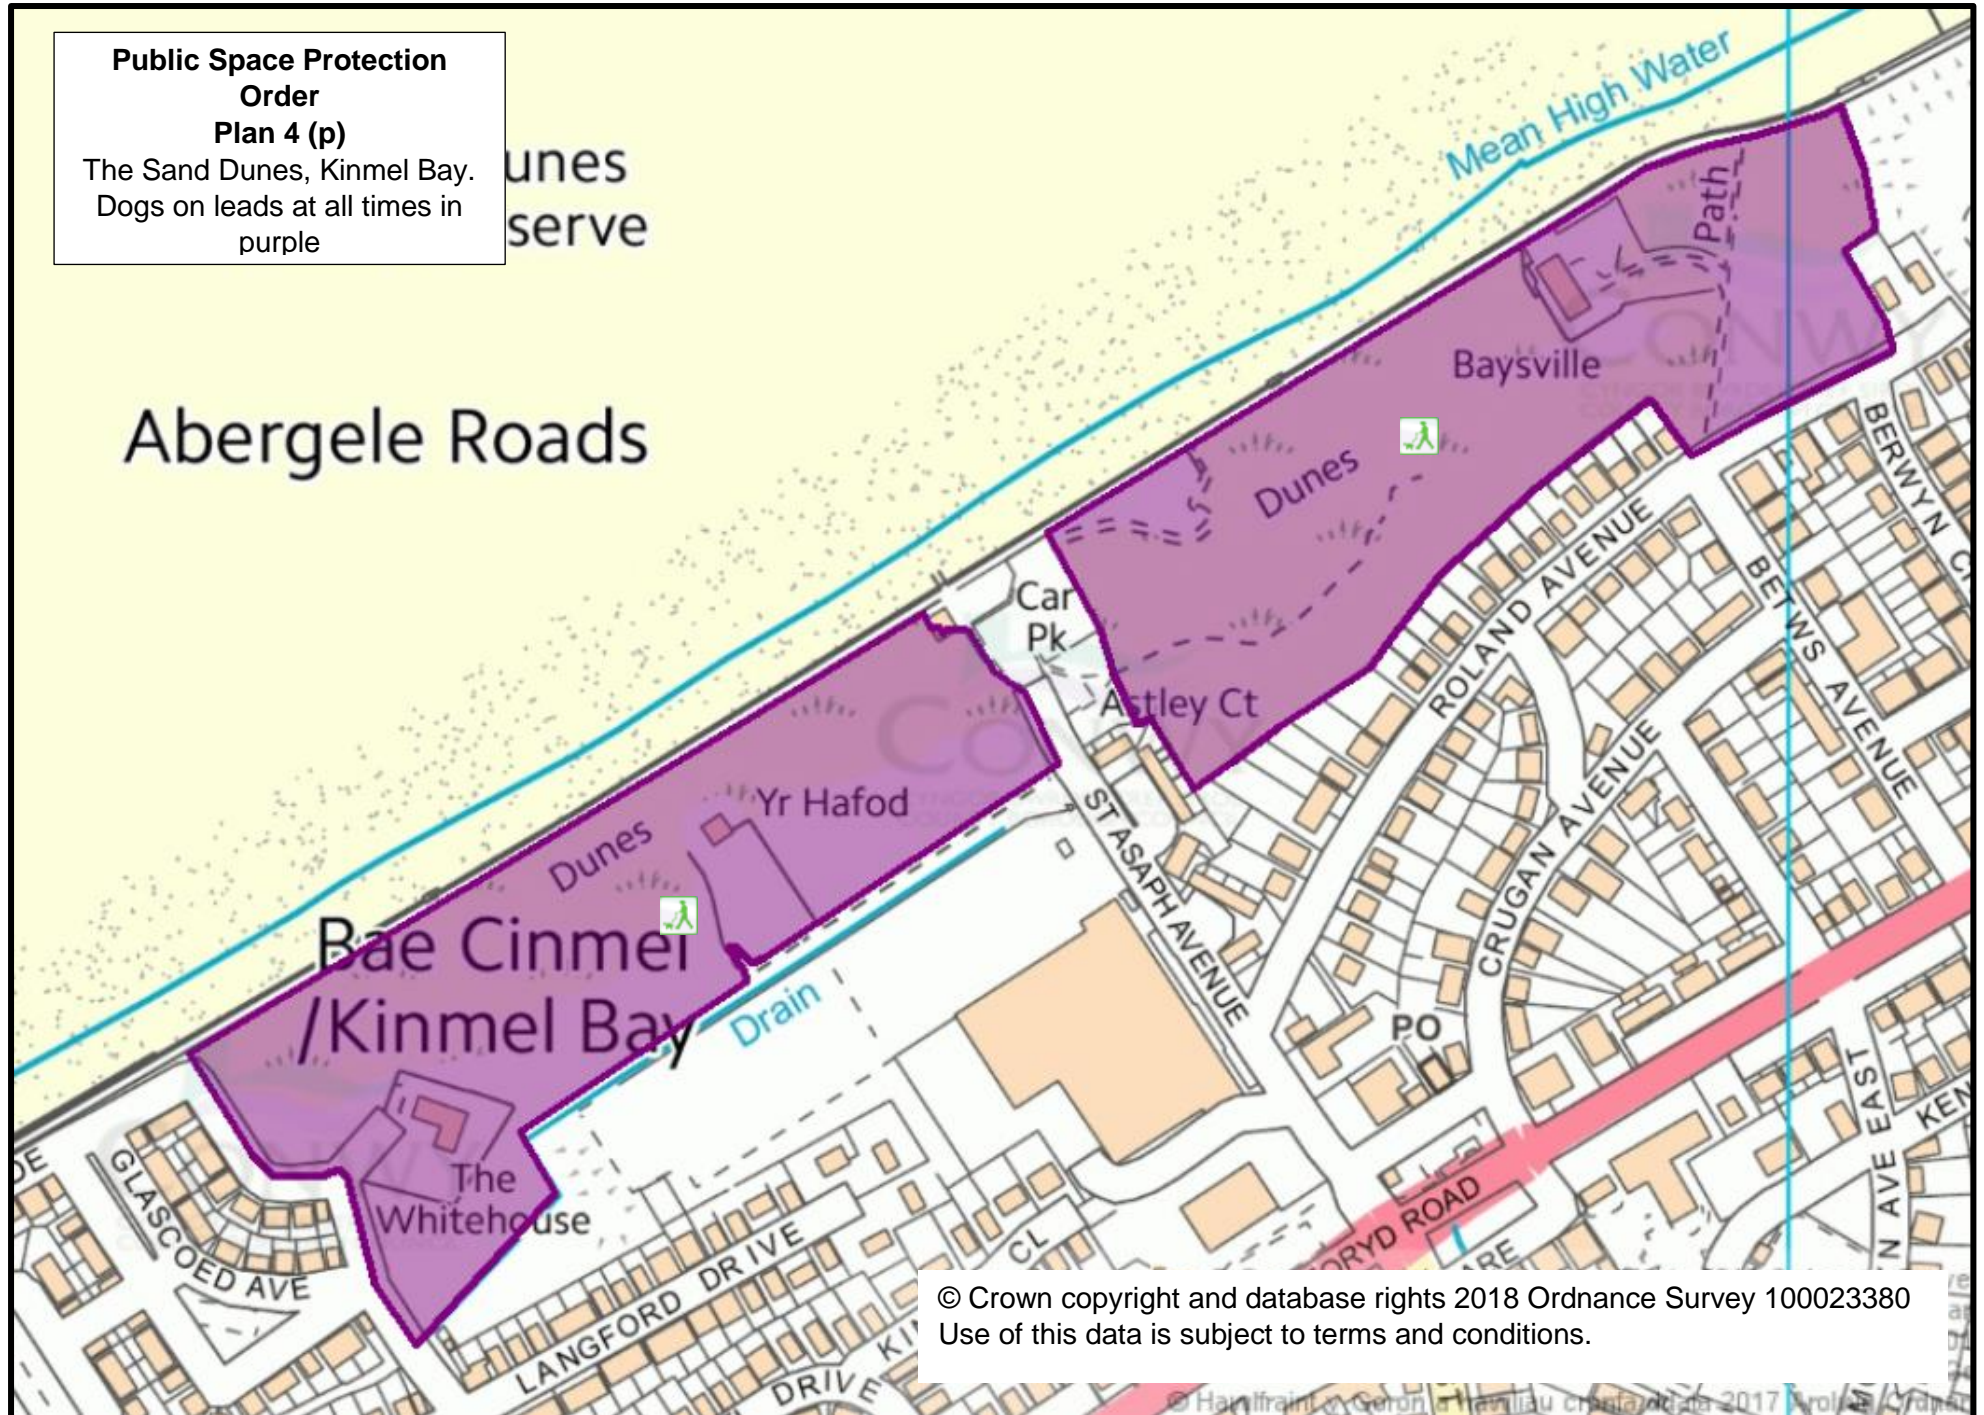 Public Space Protection
Order
Plan 4 (p)
The Sand Dunes, Kinmel Bay.
Dogs on leads at all times in
purple
unes
serve
Mean High Water
Path
Abergele Roads
Baysville
Dunes
BERWYN
Car
Pk
ROLAND AVENUE
BETWS AVENUE
Astley Ct
CONWY
Yr Hafod
Dunes
ST ASAPH AVENUE
CRUGAN AVENUE
Bae Cinmel
/Kinmel Bay
Drain
PO
The
Whitehouse
GLASCOED AVE
LANGFORD DRIVE
CL
DRIVE
KEN
AVE EAST
ORYD ROAD
© Crown copyright and database rights 2018 Ordnance Survey 100023380
Use of this data is subject to terms and conditions.